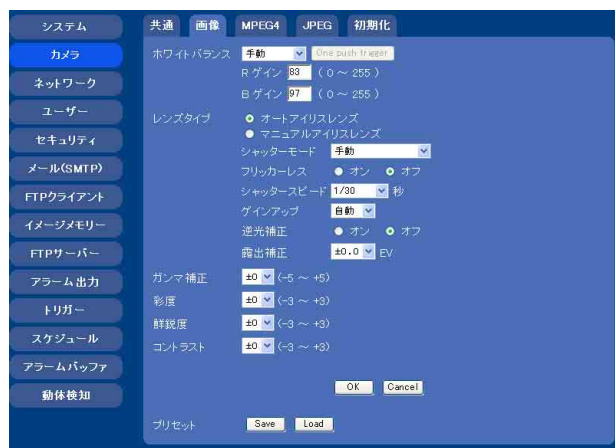 システム
カメラ
ネットワーク
ユーザー
セキュリティ
メール(SMTP)
FTPクライアント
イメージメモリー
FTPサーバー
アラーム出力
トリガー
スケジュール
アラームバッファ
動体検知
共通 画像 MPEG4 JPEG 初期化
ホワイトバランス 手動 One push trigger
R ゲイン 83 ( 0 ～ 255 )
B ゲイン 97 ( 0 ～ 255 )
レンズタイプ オートアイリスレンズ
マニュアルアイリスレンズ
シャッターモード 手動
フリッカーレス オン オフ
シャッタースピード 1/30 秒
ゲインアップ 自動
逆光補正 オン オフ
露出補正 ±0.0 EV
ガンマ補正 ±0 (-5 ～ +5)
彩度 ±0 (-3 ～ +3)
鮮鋭度 ±0 (-3 ～ +3)
コントラスト ±0 (-3 ～ +3)
OK Cancel
プリセット Save Load